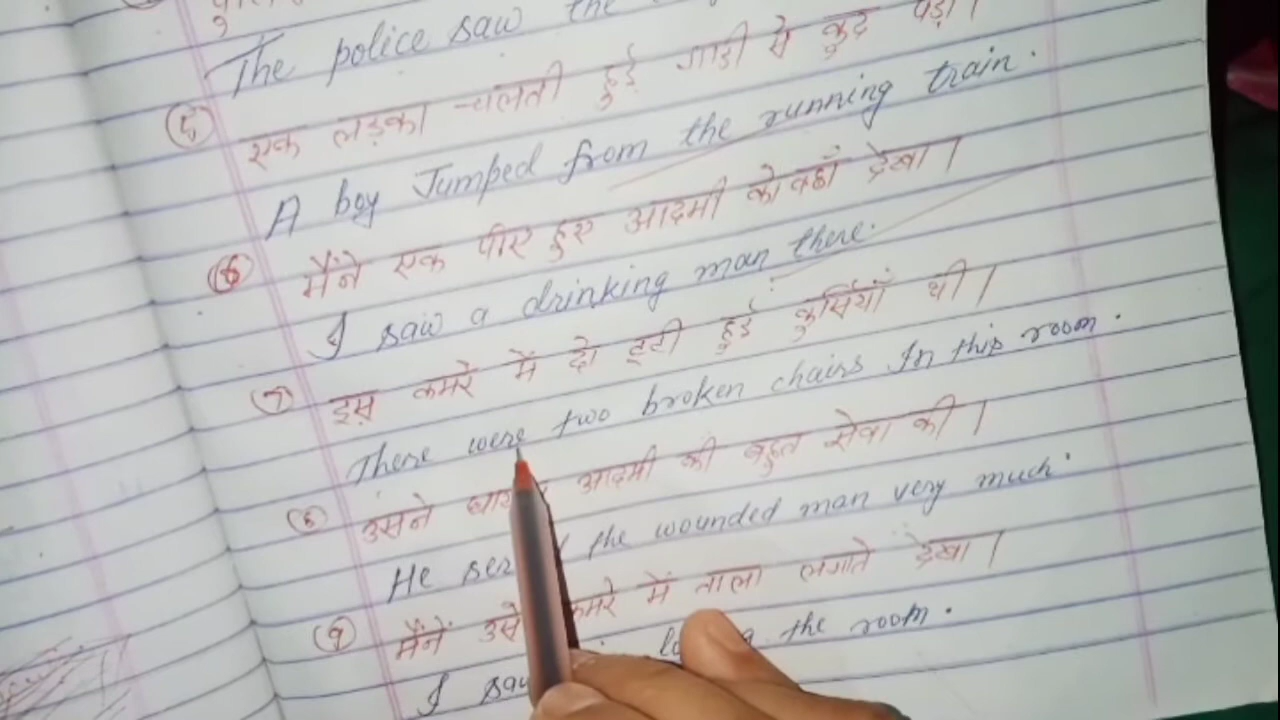 The police saw the
(5) एक लड़का चलती हुई गाड़ी से कूद पड़ा।
A boy Jumped from the running train.
(6) मैंने एक पीए हुए आदमी को वहाँ देखा।
I saw a drinking man there.
(7) इस कमरे में दो टूटी हुई कुर्सियाँ थी।
There were two broken chairs In this room.
(8) उसने आदमी की बहुत सेवा की।
He the wounded man very much.
(9) मैंने उसे कमरे में ताला लगाते देखा।
I saw the room.